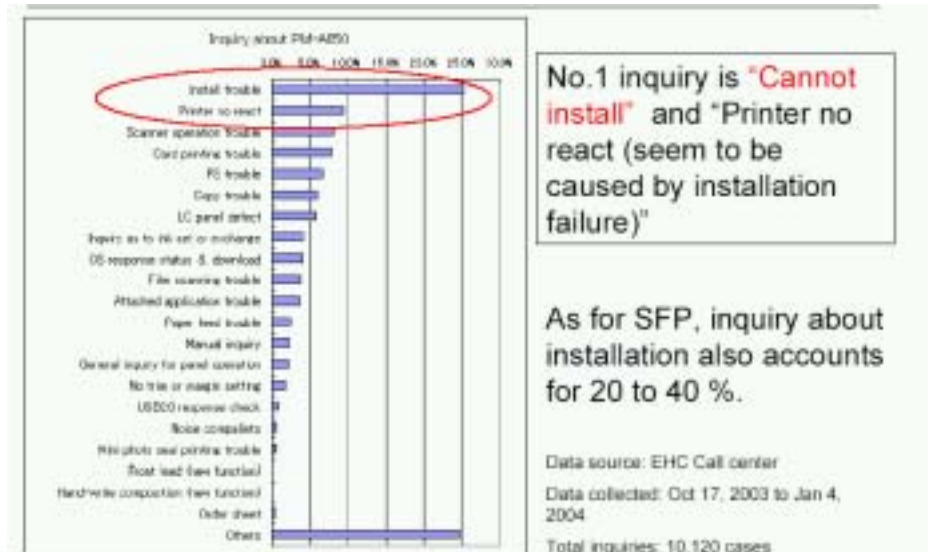 Inquiry about PM-A850
0.0% 5.0% 10.0% 15.0% 20.0% 25.0% 30.0%
Install trouble
Printer no react
Scanner operation trouble
Card printing trouble
PS trouble
Copy trouble
LC panel defect
Inquiry as to ink set or exchange
OS response status & download
Film scanning trouble
Attached application trouble
Paper feed trouble
Manual inquiry
General inquiry for panel operation
No trim or margin setting
USB2.0 response check
Noise complaints
Mini photo seal printing trouble
Front load (new function)
Hand-write composition (new function)
Order sheet
Others
No.1 inquiry is “Cannot
install” and “Printer no
react (seem to be
caused by installation
failure)”
As for SFP, inquiry about
installation also accounts
for 20 to 40 %.
Data source: EHC Call center
Data collected: Oct 17, 2003 to Jan 4,
2004
Total inquiries: 10,120 cases